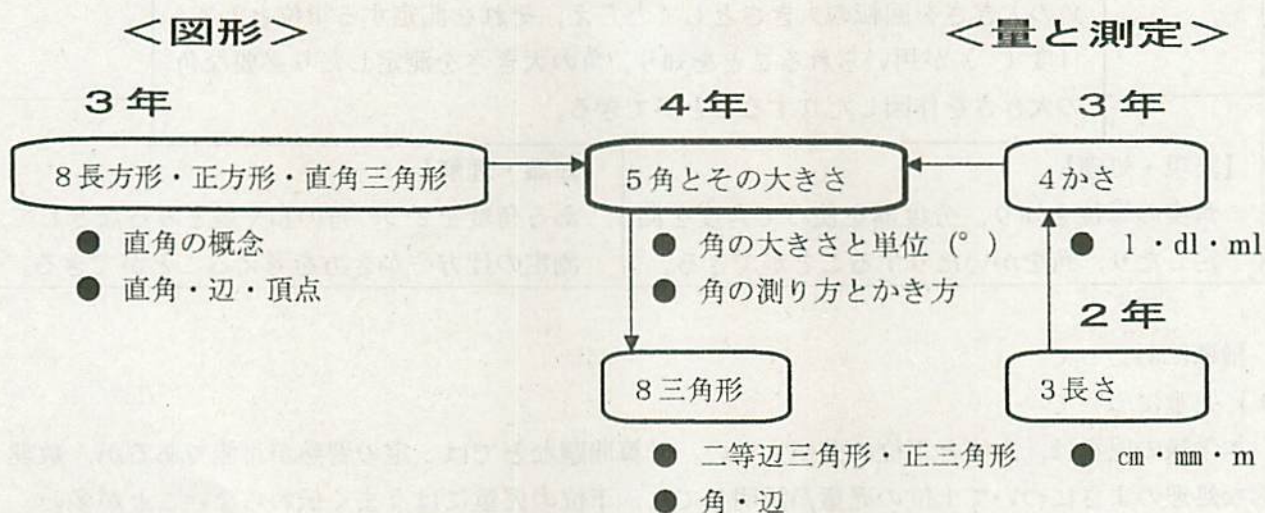 <図形>
<量と測定>
3年
4年
3年
8長方形・正方形・直角三角形
5角とその大きさ
4かさ
● 直角の概念
● 直角・辺・頂点
● 角の大きさと単位(°)
● 角の測り方とかき方
● l・dl・ml
2年
8三角形
3長さ
● 二等辺三角形・正三角形
● 角・辺
● cm・mm・m